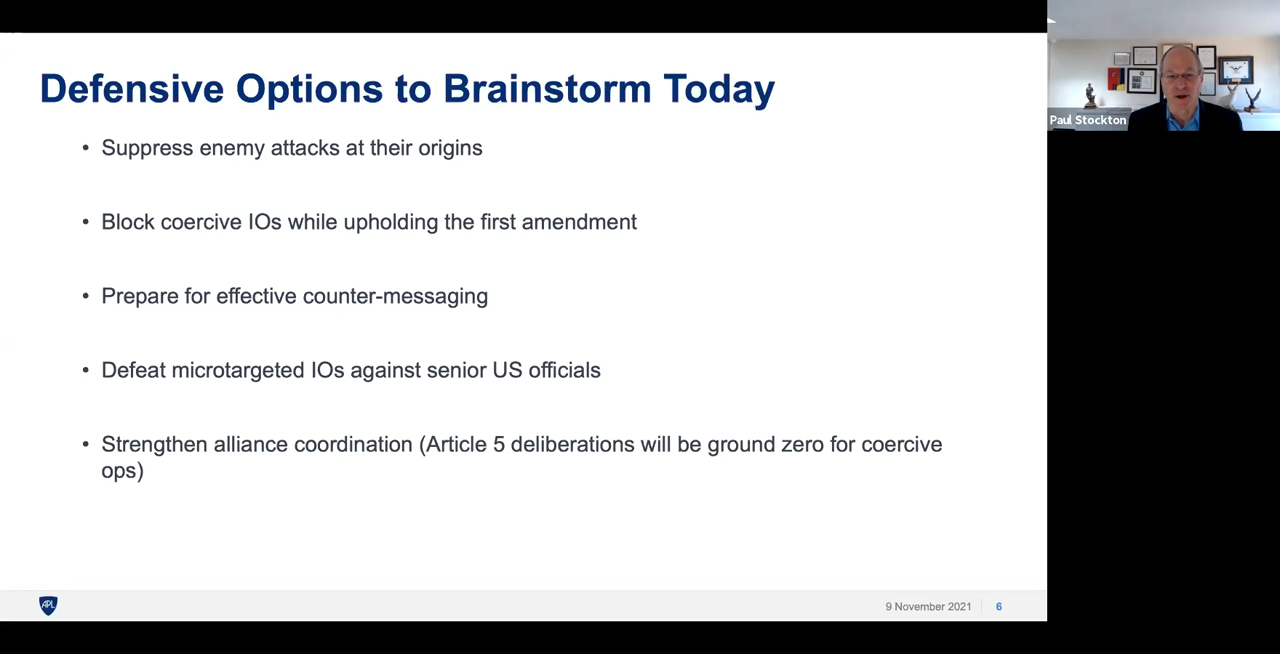 Defensive Options to Brainstorm Today
• Suppress enemy attacks at their origins
• Block coercive IOs while upholding the first amendment
• Prepare for effective counter-messaging
• Defeat microtargeted IOs against senior US officials
• Strengthen alliance coordination (Article 5 deliberations will be ground zero for coercive
ops)
APL
9 November 2021
6
Paul Stockton